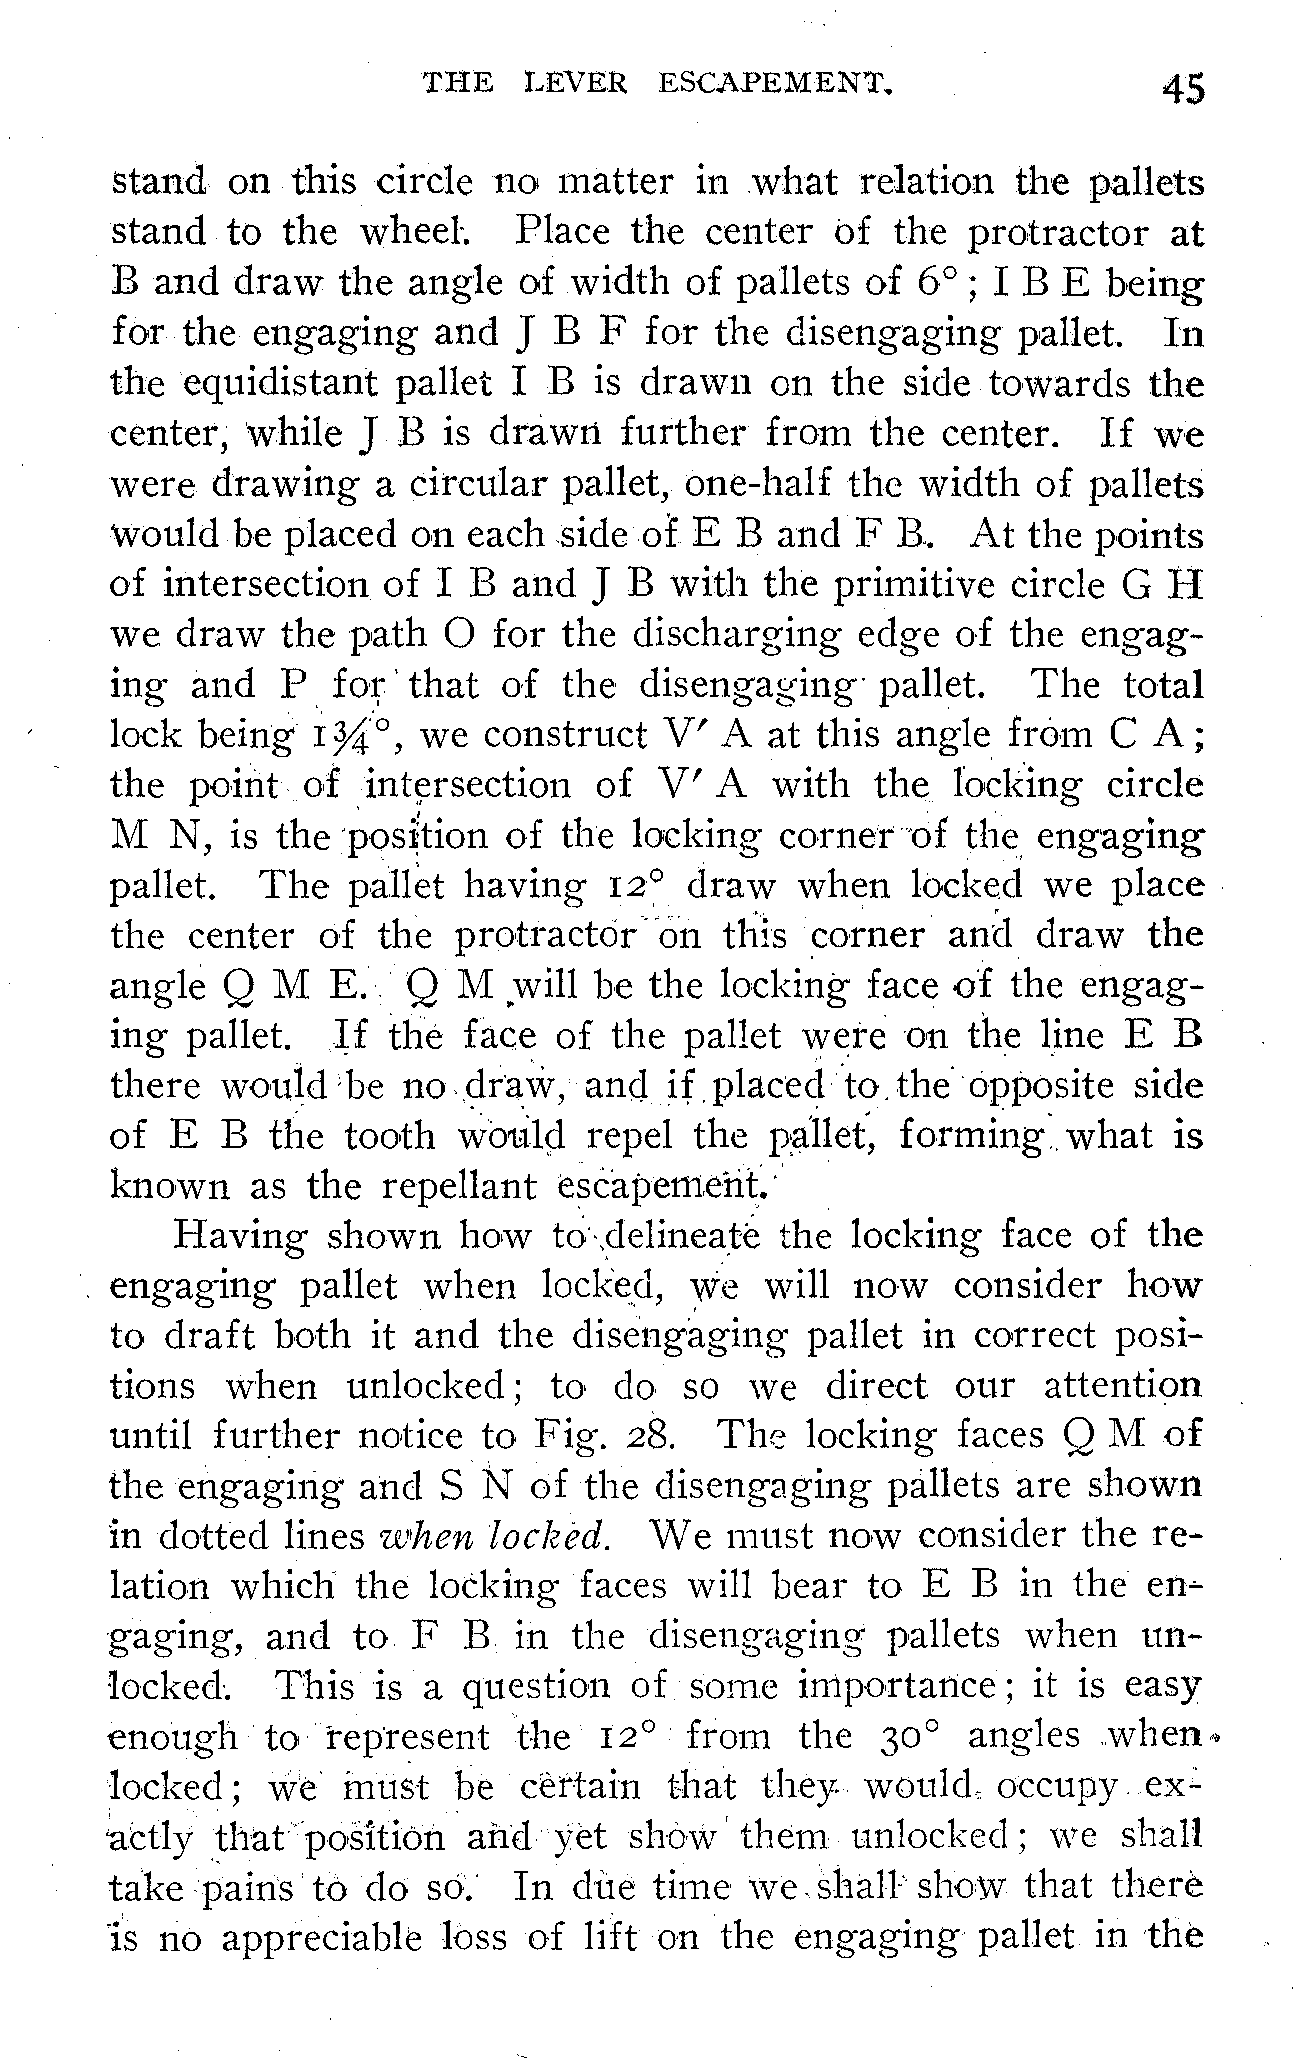 THE LEVER ESCAPEMENT. 45
stand on this circle no matter in what relation the pallets
stand to the wheel. Place the center of the protractor at
B and draw the angle of width of pallets of 6° ; I B E being
for the engaging and J B F for the disengaging pallet. In
the equidistant pallet I B is drawn on the side towards the
center, while J B is drawn further from the center. If we
were drawing a circular pallet, one-half the width of pallets
would be placed on each side of E B and F B. At the points
of intersection of I B and J B with the primitive circle G H
we draw the path O for the discharging edge of the engag-
ing and P for that of the disengaging pallet. The total
lock being 1¾°, we construct V′ A at this angle from C A ;
the point of intersection of V′ A with the locking circle
M N, is the position of the locking corner of the engaging
pallet. The pallet having 12° draw when locked we place
the center of the protractor on this corner and draw the
angle Q M E. Q M will be the locking face of the engag-
ing pallet. If the face of the pallet were on the line E B
there would be no draw, and if placed to the opposite side
of E B the tooth would repel the pallet, forming what is
known as the repellant escapement.
Having shown how to delineate the locking face of the
engaging pallet when locked, we will now consider how
to draft both it and the disengaging pallet in correct posi-
tions when unlocked; to do so we direct our attention
until further notice to Fig. 28. The locking faces Q M of
the engaging and S N of the disengaging pallets are shown
in dotted lines when locked. We must now consider the re-
lation which the locking faces will bear to E B in the en-
gaging, and to F B in the disengaging pallets when un-
locked. This is a question of some importance; it is easy
enough to represent the 12° from the 30° angles when
locked; we must be certain that they would occupy ex-
actly that position and yet show them unlocked; we shall
take pains to do so. In due time we shall show that there
is no appreciable loss of lift on the engaging pallet in the